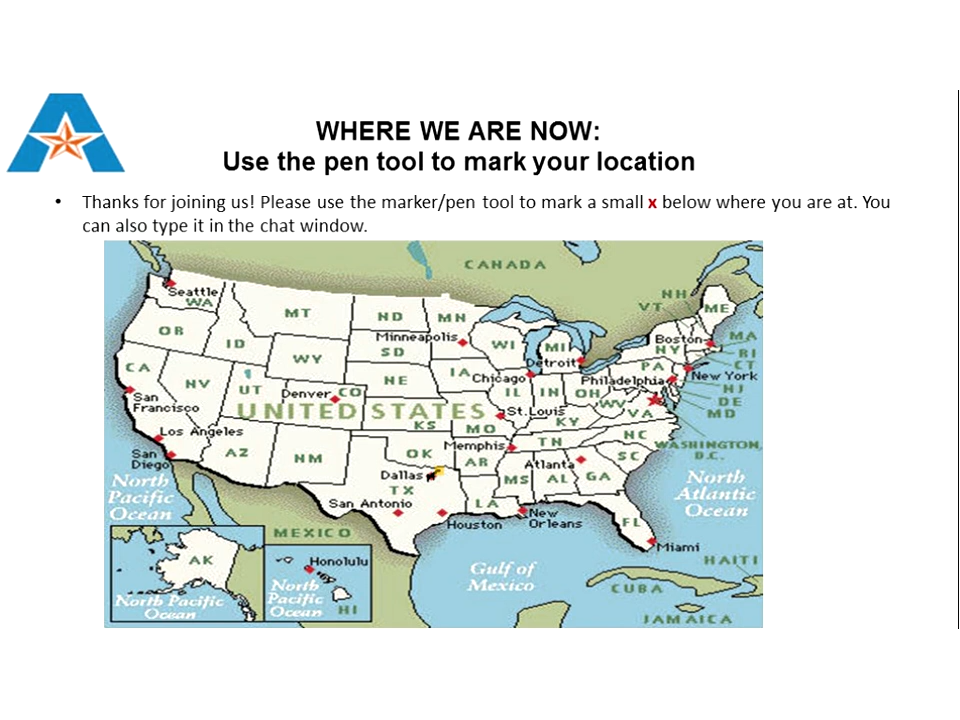 WHERE WE ARE NOW:
Use the pen tool to mark your location
• Thanks for joining us! Please use the marker/pen tool to mark a small x below where you are at. You
can also type it in the chat window.
CANADA
Seattle
WA
MT
ND
MN
NH
VT
ME
OR
ID
Minneapolis
WI
MI
Boston
MA
NY
RI
SD
WY
Detroit
CT
PA
CA
NV
UT
NE
IA
Chicago
Philadelphia
New York
NJ
Denver
CO
IL
IN
OH
WV
DE
San
Francisco
UNITED STATES
St. Louis
VA
MD
KS
MO
KY
Los Angeles
Memphis
TN
NC
WASHINGTON,
D.C.
San
Diego
AZ
NM
OK
AR
Atlanta
SC
Dallas
TX
MS
AL
GA
North
Pacific
Ocean
North
Atlantic
Ocean
San Antonio
LA
New
Orleans
Houston
FL
MEXICO
Miami
AK
Honolulu
Gulf of
Mexico
HAITI
North Pacific
Ocean
North
Pacific
Ocean
HI
CUBA
JAMAICA